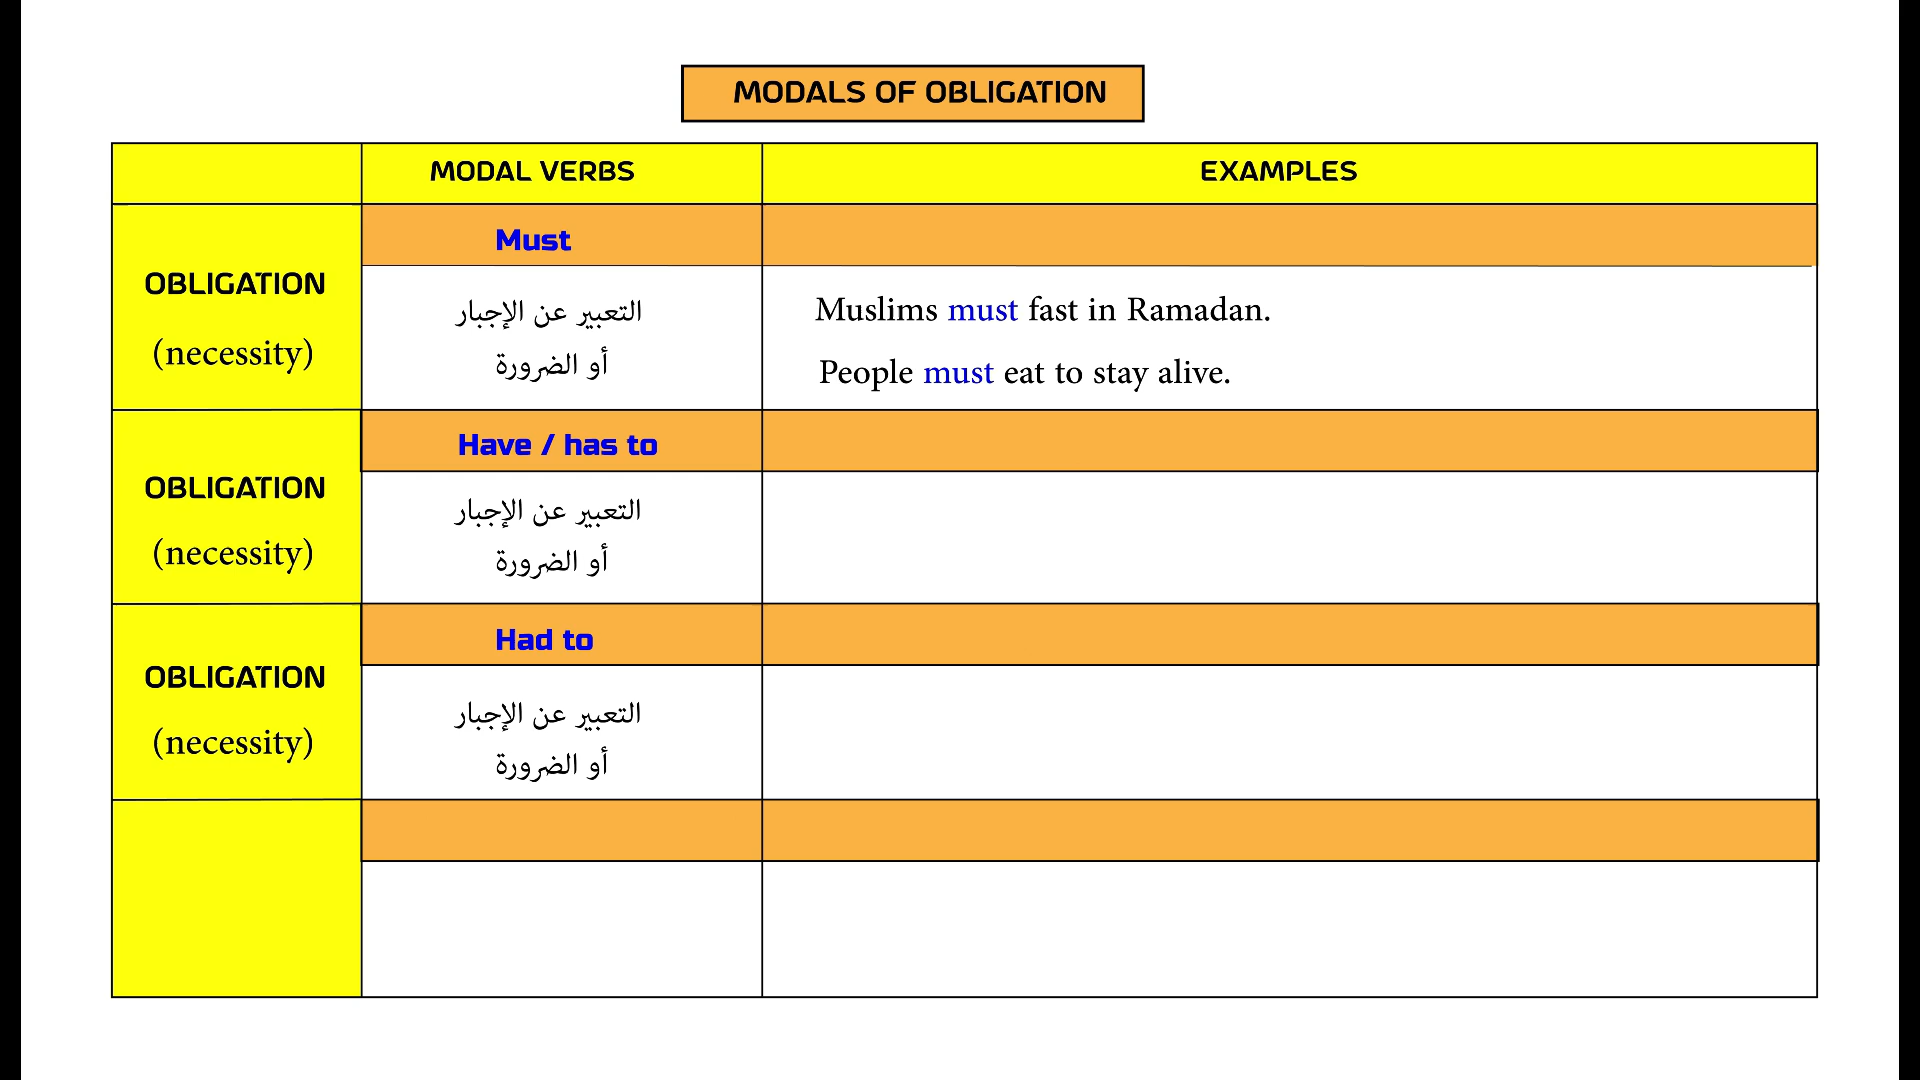 MODALS OF OBLIGATION
MODAL VERBS
EXAMPLES
OBLIGATION
(necessity)
Must
التعبير عن الإجبار
أو الضرورة
Muslims must fast in Ramadan.
People must eat to stay alive.
OBLIGATION
(necessity)
Have / has to
التعبير عن الإجبار
أو الضرورة
OBLIGATION
(necessity)
Had to
التعبير عن الإجبار
أو الضرورة